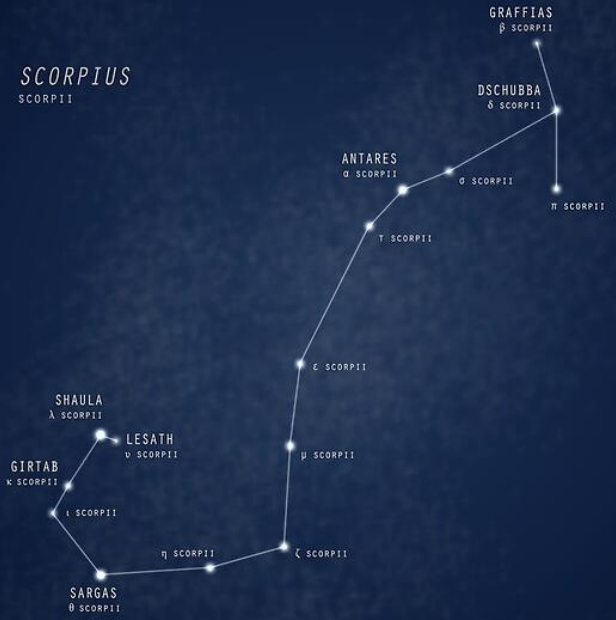 GRAFFIAS
β SCORPII
SCORPIUS
SCORPII
DSCHUBBA
δ SCORPII
ANTARES
α SCORPII
σ SCORPII
π SCORPII
τ SCORPII
ε SCORPII
SHAULA
λ SCORPII
LESATH
υ SCORPII
μ SCORPII
GIRTAB
κ SCORPII
ι SCORPII
η SCORPII
ζ SCORPII
SARGAS
θ SCORPII